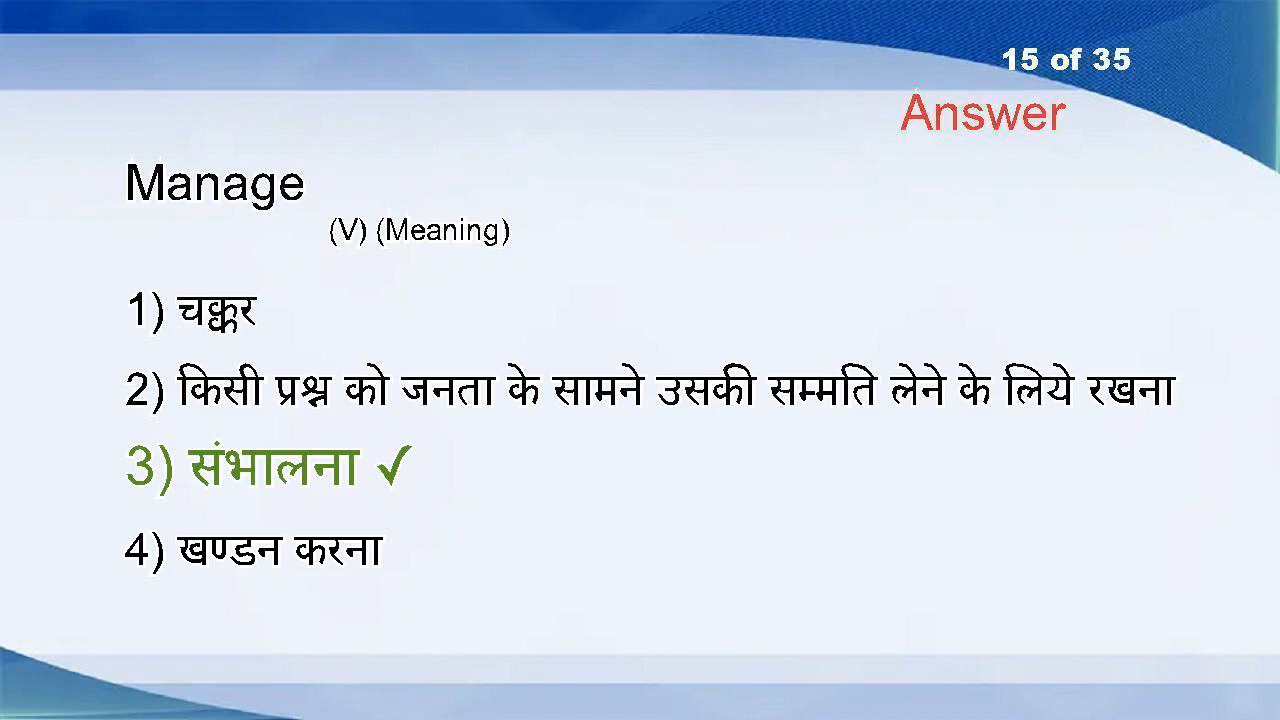 15 of 35
Answer
Manage
(V) (Meaning)
1) चक्कर
2) किसी प्रश्न को जनता के सामने उसकी सम्मति लेने के लिये रखना
3) संभालना ✓
4) खण्डन करना